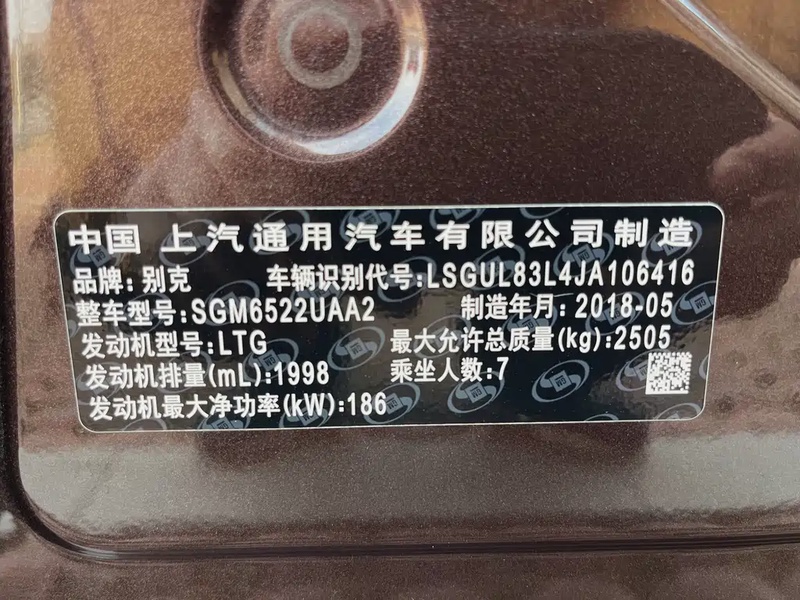 中国 上汽通用汽车有限公司制造
品牌:别克 车辆识别代号:LSGUL83L4JA106416
整车型号:SGM6522UAA2 制造年月:2018-05
发动机型号:LTG 最大允许总质量(kg):2505
发动机排量(mL):1998 乘坐人数:7
发动机最大净功率(kW):186